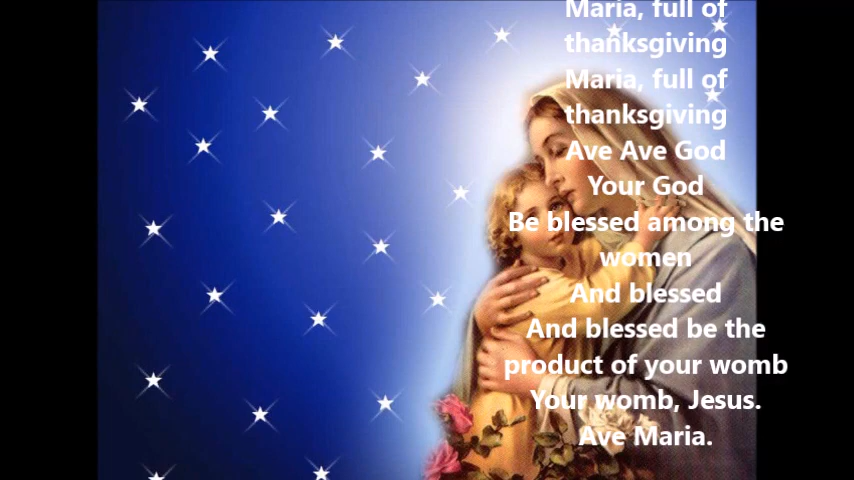 Maria, full of
thanksgiving
Maria, full of
thanksgiving
Ave Ave God
Your God
Be blessed among the
women
And blessed
And blessed be the
product of your womb
Your womb, Jesus.
Ave Maria.